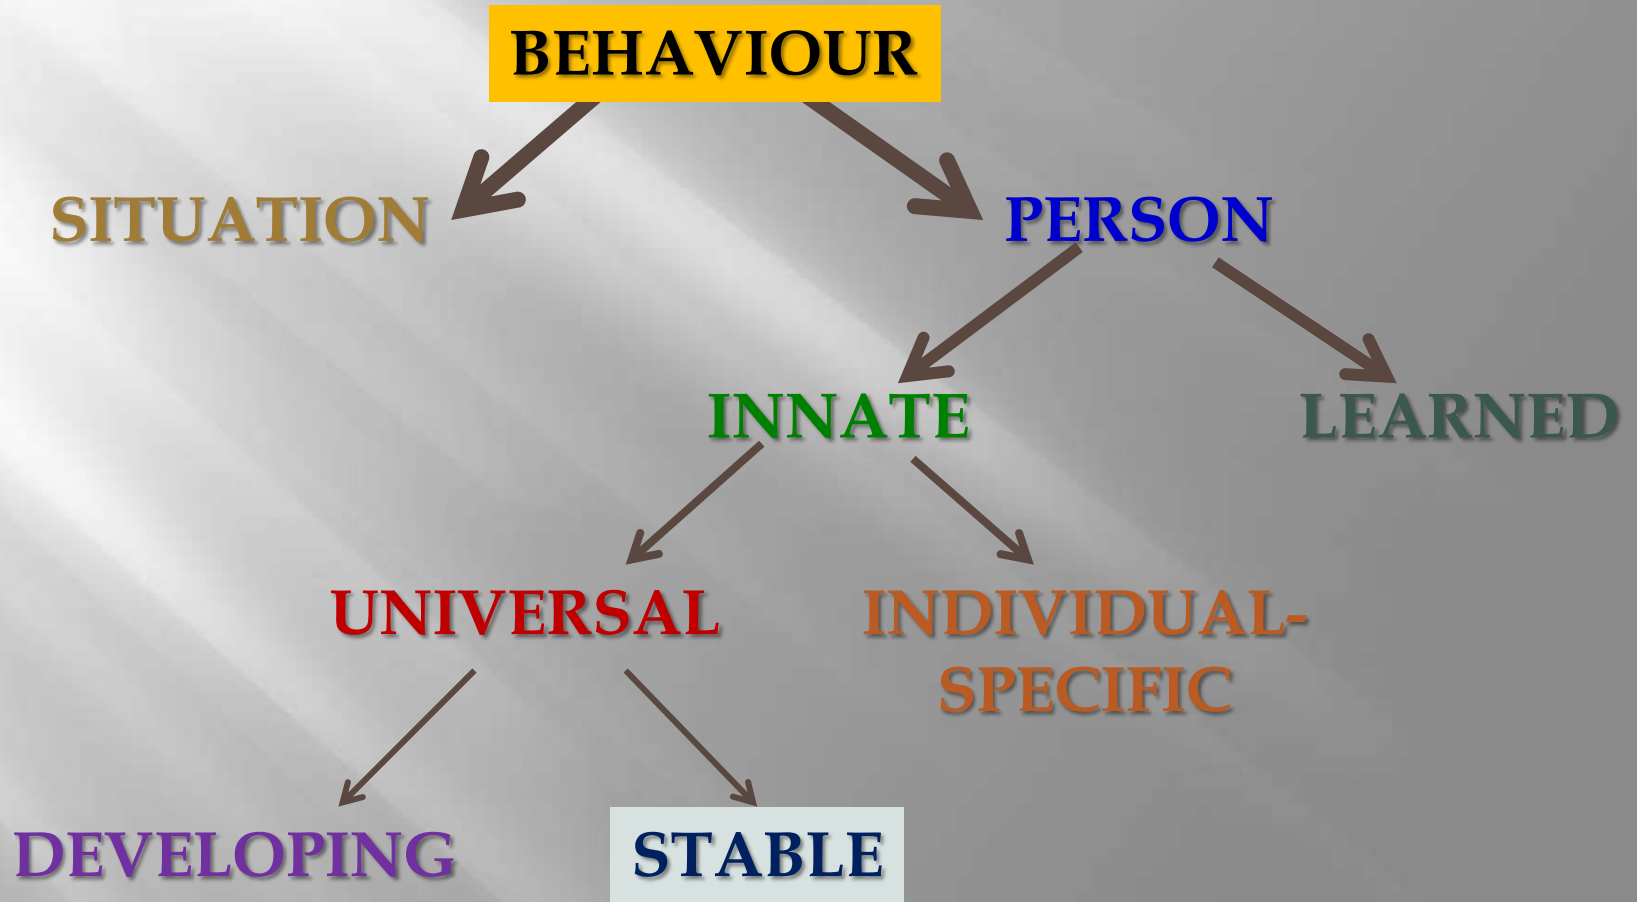 BEHAVIOUR
SITUATION
PERSON
INNATE
LEARNED
UNIVERSAL
INDIVIDUAL-
SPECIFIC
DEVELOPING
STABLE